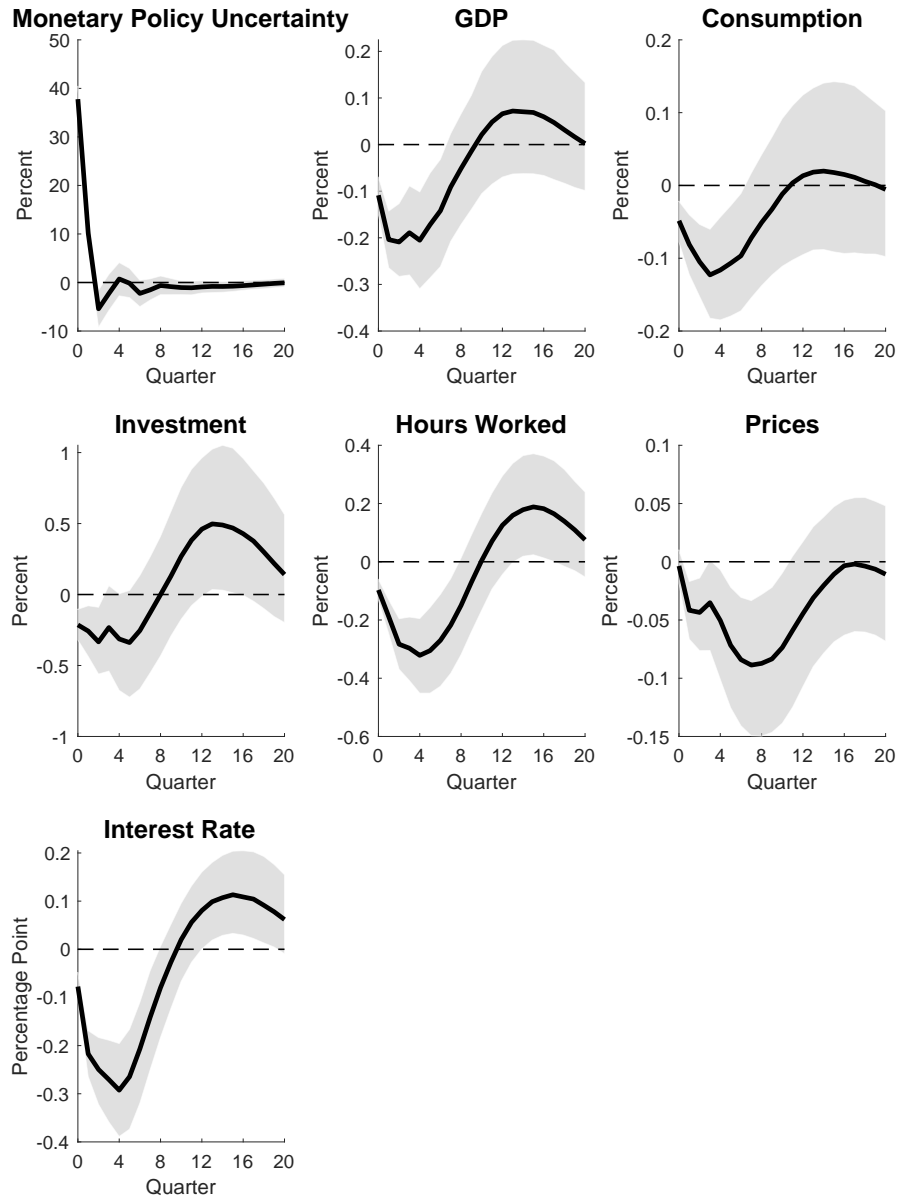 Monetary Policy Uncertainty
50
40
30
20
10
0
-10
Percent
0 4 8 12 16 20
Quarter
GDP
0.2
0.1
0
-0.1
-0.2
-0.3
-0.4
Percent
0 4 8 12 16 20
Quarter
Consumption
0.2
0.1
0
-0.1
-0.2
Percent
0 4 8 12 16 20
Quarter
Investment
1
0.5
0
-0.5
-1
Percent
0 4 8 12 16 20
Quarter
Hours Worked
0.4
0.2
0
-0.2
-0.4
-0.6
Percent
0 4 8 12 16 20
Quarter
Prices
0.1
0.05
0
-0.05
-0.1
-0.15
Percent
0 4 8 12 16 20
Quarter
Interest Rate
0.2
0.1
0
-0.1
-0.2
-0.3
-0.4
Percentage Point
0 4 8 12 16 20
Quarter